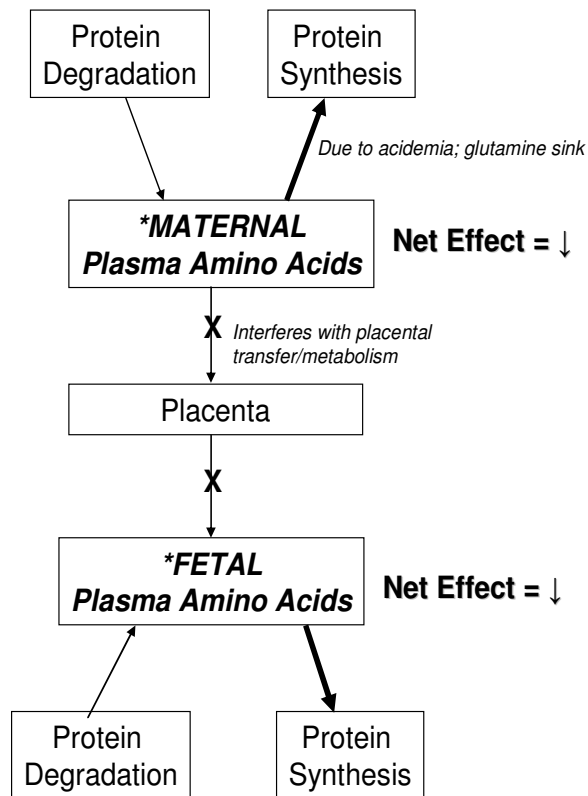 Protein
Degradation
Protein
Synthesis
Due to acidemia; glutamine sink
*MATERNAL
Plasma Amino Acids
Net Effect = ↓
X
Interferes with placental
transfer/metabolism
Placenta
X
*FETAL
Plasma Amino Acids
Net Effect = ↓
Protein
Degradation
Protein
Synthesis